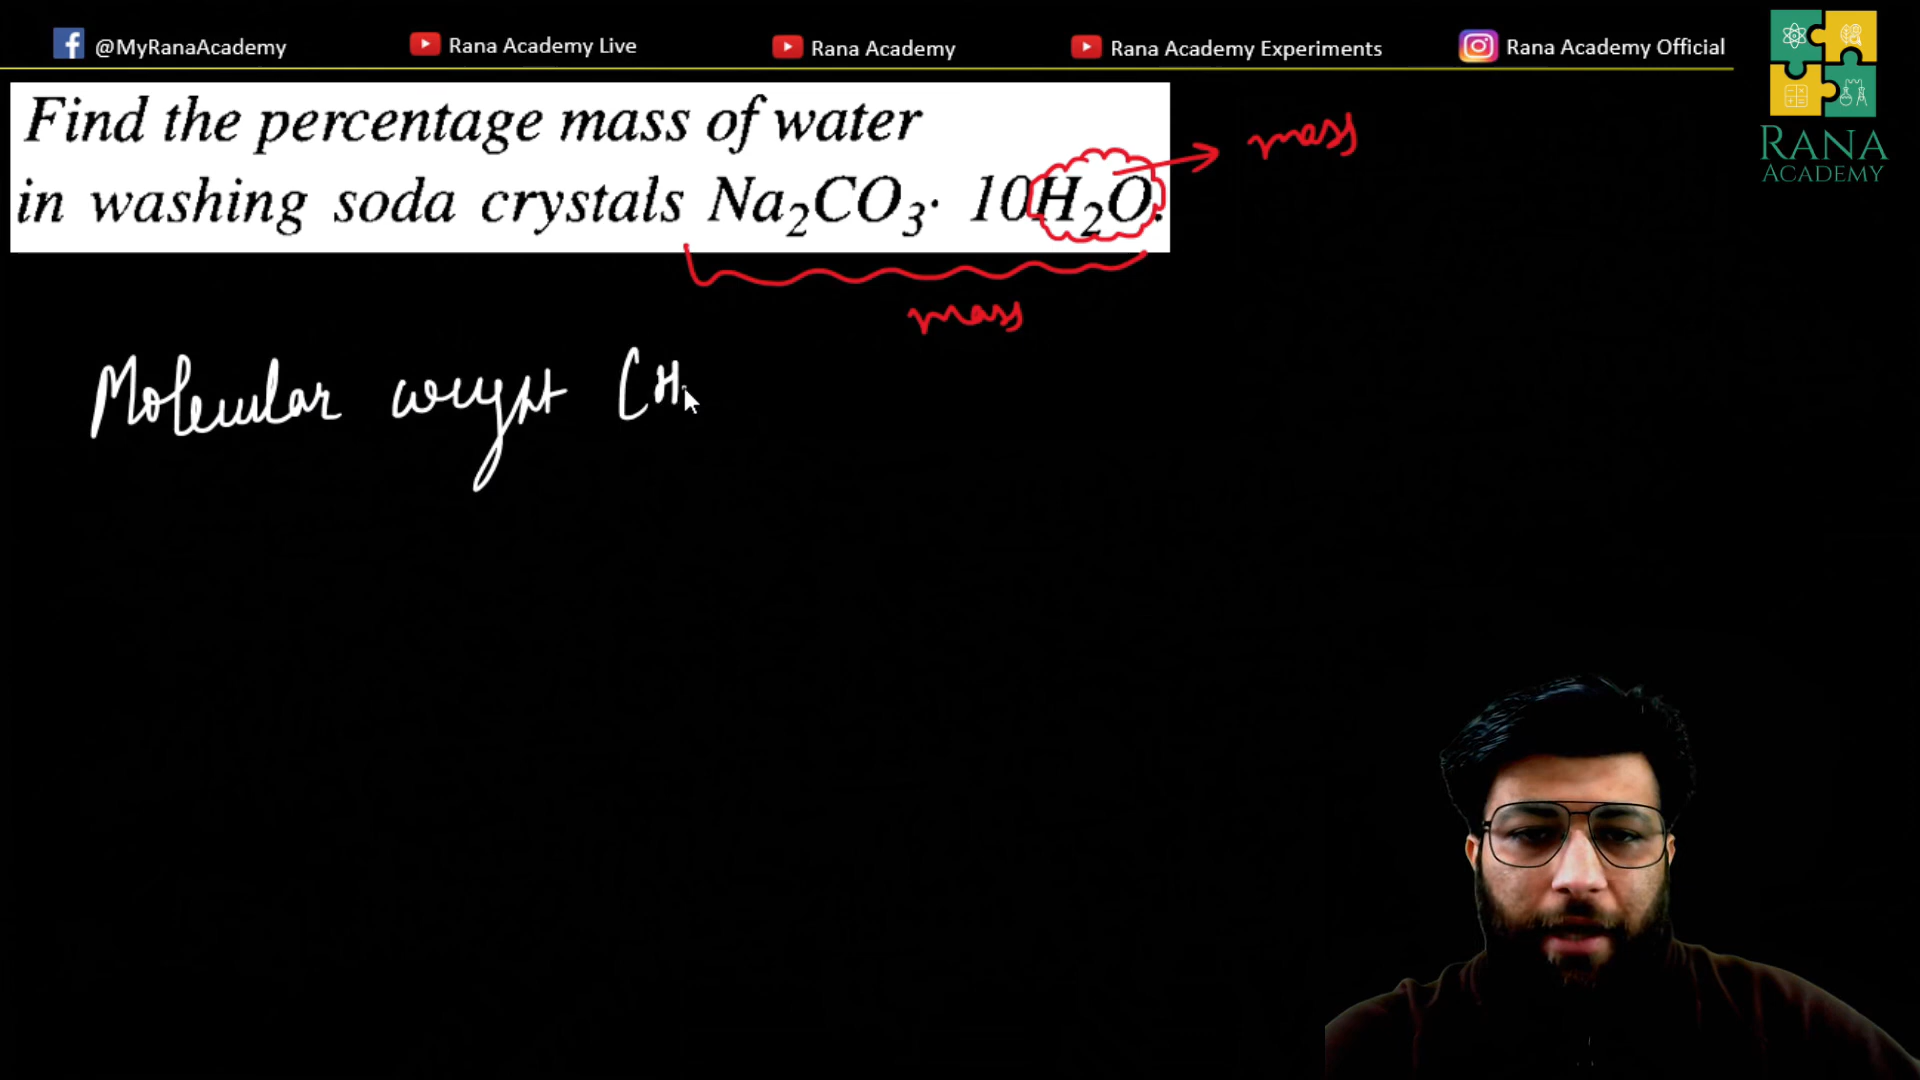 @MyRanaAcademy Rana Academy Live Rana Academy Rana Academy Experiments Rana Academy Official
RANA
ACADEMY
Find the percentage mass of water
in washing soda crystals Na₂CO₃· 10H₂O.
mass
mass
Molecular weight (H